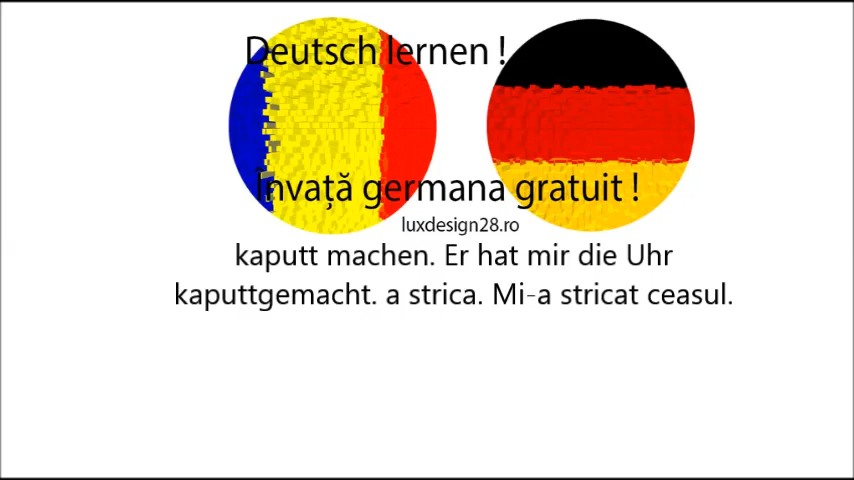 Deutsch lernen !
Învață germana gratuit !
luxdesign28.ro
kaputt machen. Er hat mir die Uhr
kaputtgemacht. a strica. Mi-a stricat ceasul.